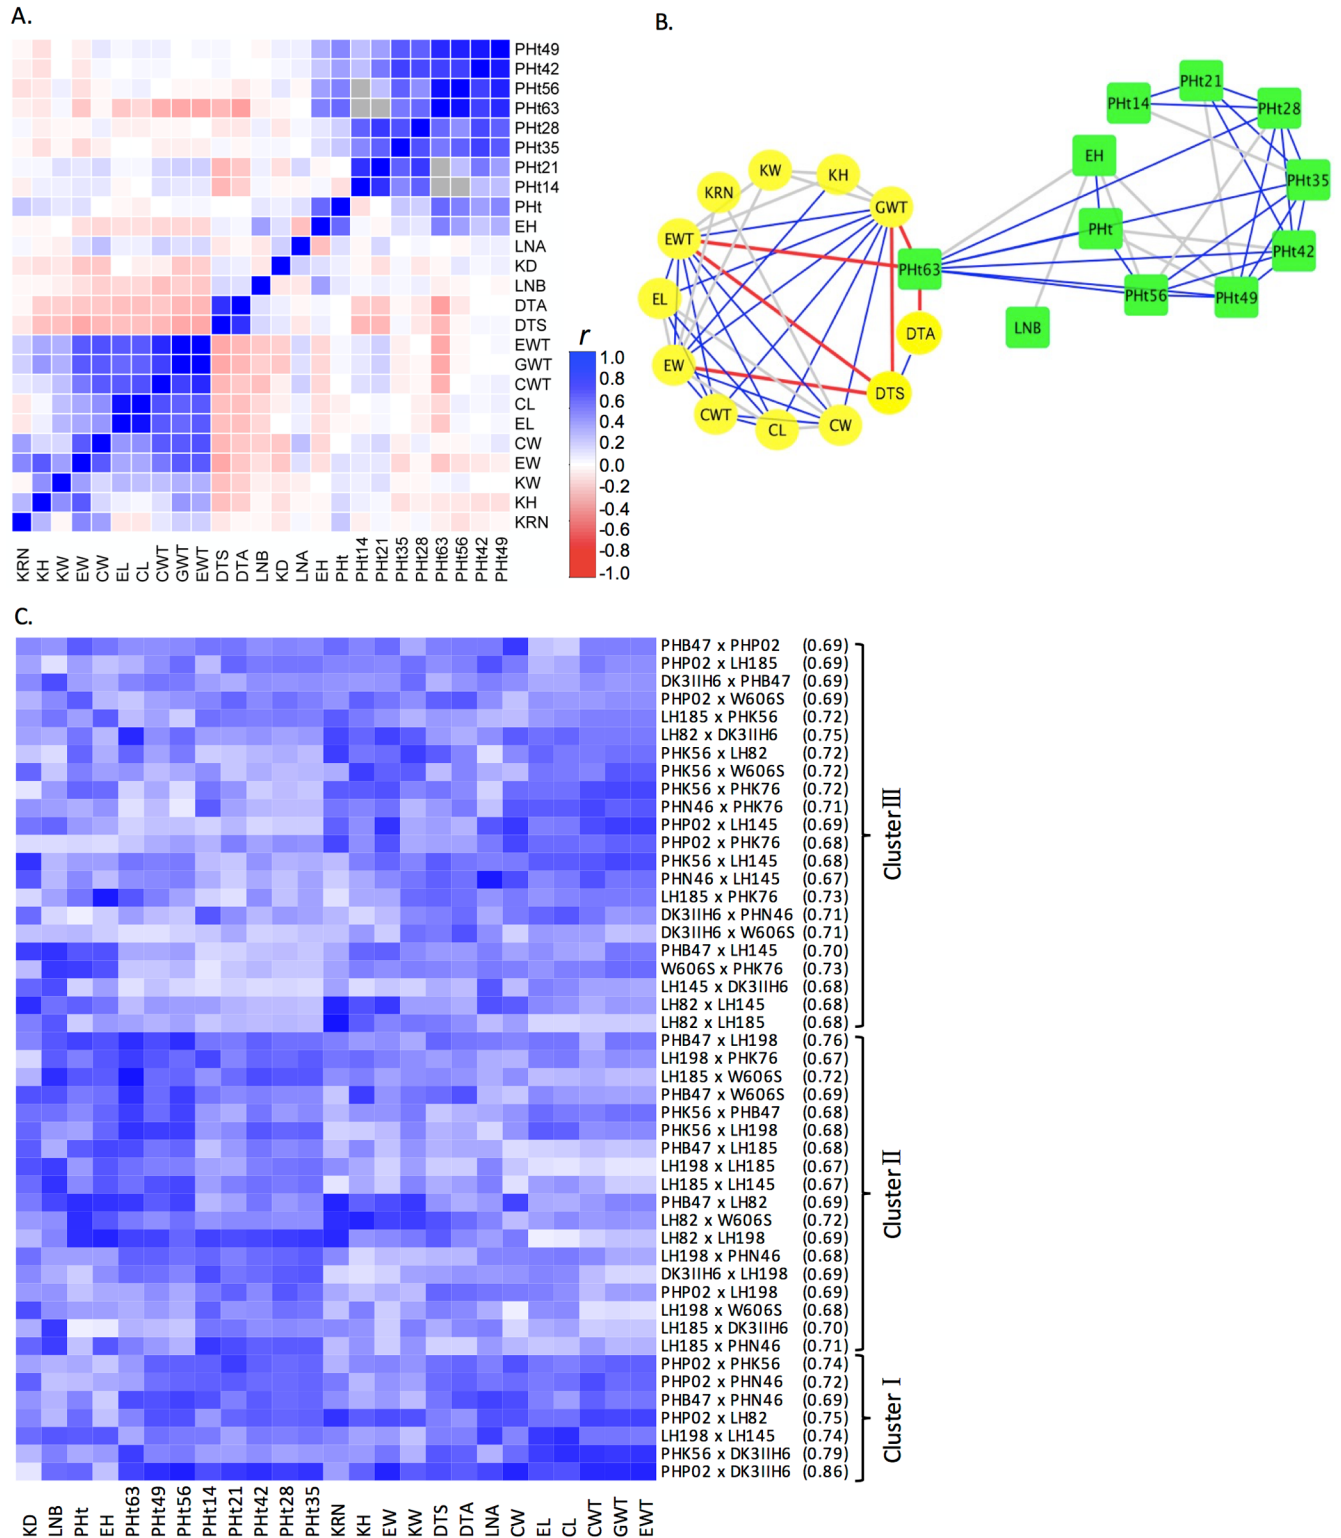 A.
PHt49
PHt42
PHt56
PHt63
PHt28
PHt35
PHt21
PHt14
PHt
EH
LNA
KD
LNB
DTA
DTS
EWT
GWT
CWT
CL
EL
CW
EW
KW
KH
KRN
KRN KH KW EW CW EL CL CWT GWT EWT DTS DTA LNB KD LNA EH PHt PHt14 PHt21 PHt35 PHt28 PHt63 PHt56 PHt42 PHt49
r
1.0
0.8
0.6
0.4
0.2
0.0
-0.2
-0.4
-0.6
-0.8
-1.0
B.
PHt21
PHt14
PHt28
EH
PHt35
KW
KH
KRN
GWT
PHt
EWT
PHt42
PHt63
EL
PHt56
PHt49
LNB
DTA
EW
DTS
CWT
CL
CW
C.
PHB47 x PHP02 (0.69)
PHP02 x LH185 (0.69)
DK3IIH6 x PHB47 (0.69)
PHP02 x W606S (0.69)
LH185 x PHK56 (0.72)
LH82 x DK3IIH6 (0.75)
PHK56 x LH82 (0.72)
PHK56 x W606S (0.72)
PHK56 x PHK76 (0.72)
PHN46 x PHK76 (0.71)
PHP02 x LH145 (0.69)
PHP02 x PHK76 (0.68)
PHK56 x LH145 (0.68)
PHN46 x LH145 (0.67)
LH185 x PHK76 (0.73)
DK3IIH6 x PHN46 (0.71)
DK3IIH6 x W606S (0.71)
PHB47 x LH145 (0.70)
W606S x PHK76 (0.73)
LH145 x DK3IIH6 (0.68)
LH82 x LH145 (0.68)
LH82 x LH185 (0.68)
Cluster III
PHB47 x LH198 (0.76)
LH198 x PHK76 (0.67)
LH185 x W606S (0.72)
PHB47 x W606S (0.69)
PHK56 x PHB47 (0.68)
PHK56 x LH198 (0.68)
PHB47 x LH185 (0.68)
LH198 x LH185 (0.67)
LH185 x LH145 (0.67)
PHB47 x LH82 (0.69)
LH82 x W606S (0.72)
LH82 x LH198 (0.69)
LH198 x PHN46 (0.68)
DK3IIH6 x LH198 (0.69)
PHP02 x LH198 (0.69)
LH198 x W606S (0.68)
LH185 x DK3IIH6 (0.70)
LH185 x PHN46 (0.71)
Cluster II
PHP02 x PHK56 (0.74)
PHP02 x PHN46 (0.72)
PHB47 x PHN46 (0.69)
PHP02 x LH82 (0.75)
LH198 x LH145 (0.74)
PHK56 x DK3IIH6 (0.79)
PHP02 x DK3IIH6 (0.86)
Cluster I
KD LNB PHt EH PHt63 PHt49 PHt56 PHt14 PHt21 PHt42 PHt28 PHt35 KRN KH EW KW DTS DTA LNA CW EL CL CWT GWT EWT